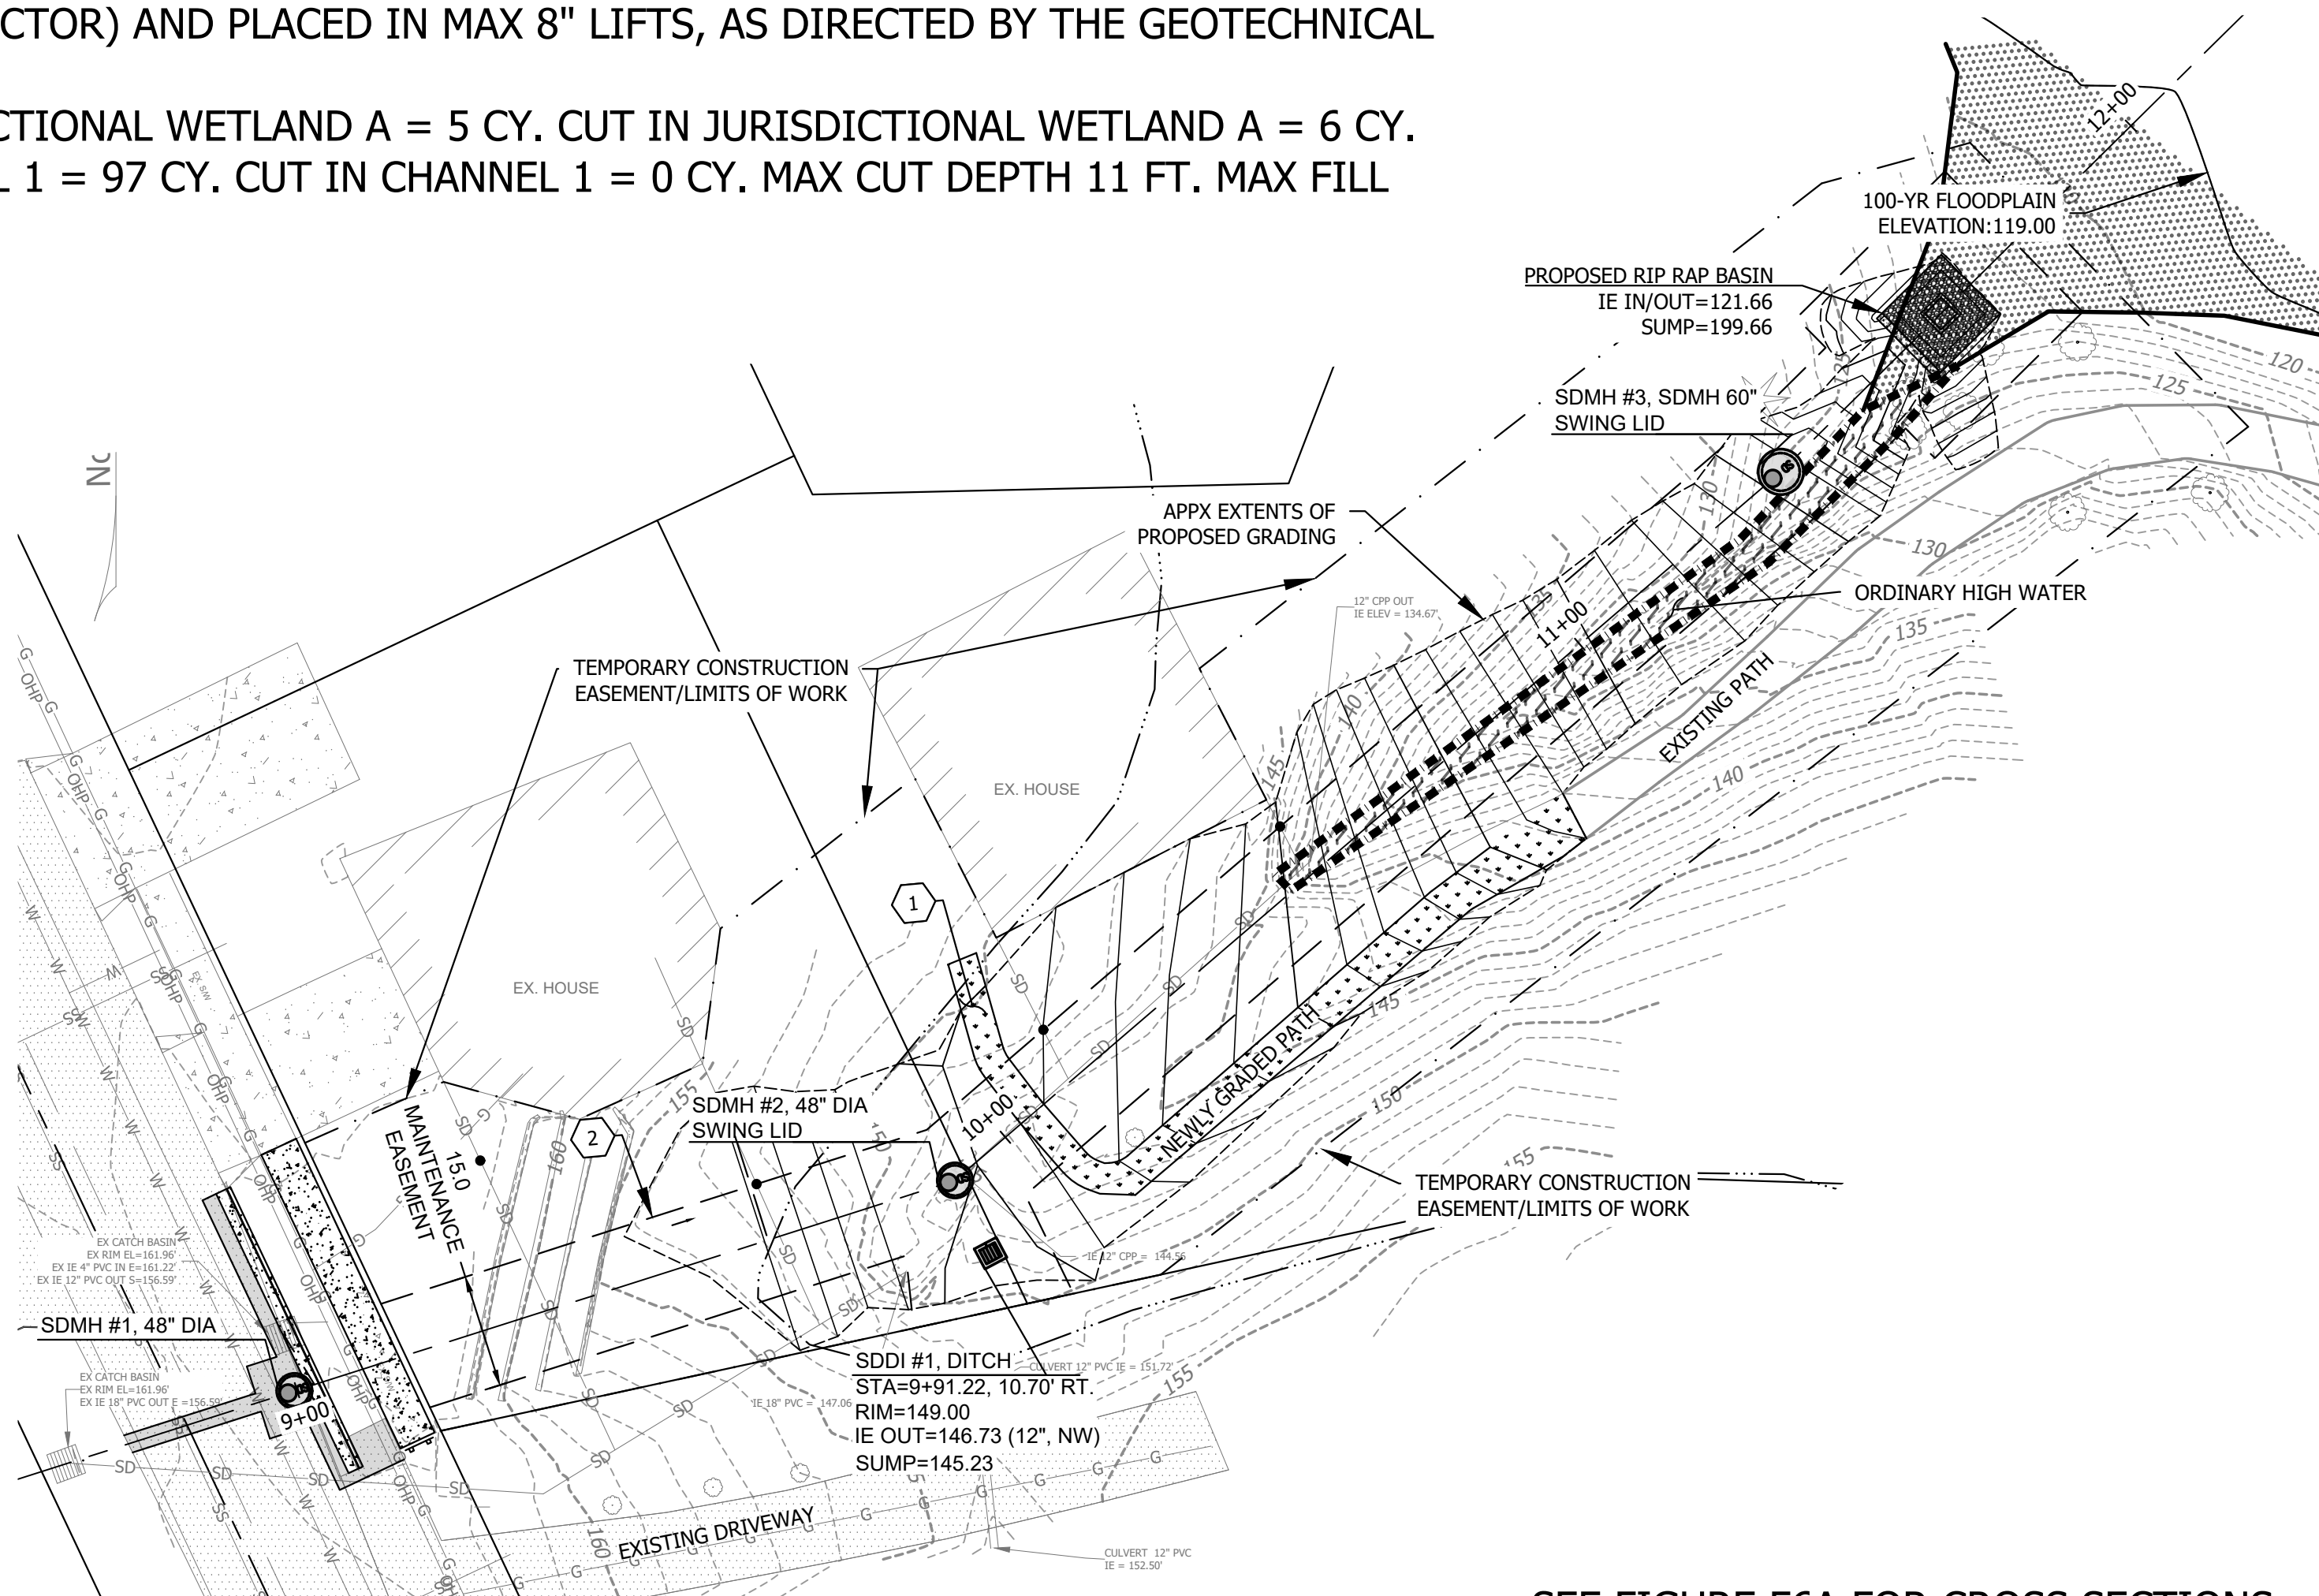 CTOR) AND PLACED IN MAX 8" LIFTS, AS DIRECTED BY THE GEOTECHNICAL
CTIONAL WETLAND A = 5 CY. CUT IN JURISDICTIONAL WETLAND A = 6 CY.
L 1 = 97 CY. CUT IN CHANNEL 1 = 0 CY. MAX CUT DEPTH 11 FT. MAX FILL
12+00
100-YR FLOODPLAIN
ELEVATION:119.00
PROPOSED RIP RAP BASIN
IE IN/OUT=121.66
SUMP=199.66
120
125
125
SDMH #3, SDMH 60"
SWING LID
SD
130
130
APPX EXTENTS OF
PROPOSED GRADING
ORDINARY HIGH WATER
12" CPP OUT
IE ELEV = 134.67'
135
11+00
135
TEMPORARY CONSTRUCTION
EASEMENT/LIMITS OF WORK
EXISTING PATH
140
140
145
EX. HOUSE
1
EX. HOUSE
SD
SD
SD
SD
SD
145
NEWLY GRADED PATH
150
155
SDMH #2, 48" DIA
SWING LID
10+00
150
2
160
155
TEMPORARY CONSTRUCTION
EASEMENT/LIMITS OF WORK
15.0
MAINTENANCE
EASEMENT
EX CATCH BASIN
EX RIM EL=161.96'
EX IE 4" PVC IN E=161.22'
EX IE 12" PVC OUT S=156.59'
IE 12" CPP = 144.56
SDMH #1, 48" DIA
EX CATCH BASIN
EX RIM EL=161.96'
EX IE 18" PVC OUT E =156.59'
9+00
SDDI #1, DITCH
STA=9+91.22, 10.70' RT.
RIM=149.00
IE OUT=146.73 (12", NW)
SUMP=145.23
CULVERT 12" PVC IE = 151.72'
IE 18" PVC = 147.06
155
EXISTING DRIVEWAY
160
CULVERT 12" PVC
IE = 152.50'